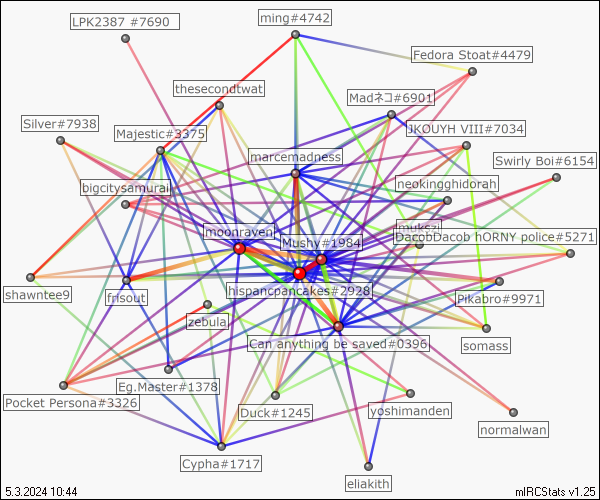 LPK2387 #7690
ming#4742
Fedora Stoat#4479
thesecondtwat
Madネコ#6901
Silver#7938
Majestic#3375
JKOUYH VIII#7034
marcemadness
Swirly Boi#6154
bigcitysamurai
neokingghidorah
moonraven
Mushy#1984
DacobDacob hORNY police#5271
shawntee9
frisout
hispancpancakes#2928
Pikabro#9971
zebula
Can anything be saved#0396
somass
Eg.Master#1378
Pocket Persona#3326
Duck#1245
yoshimanden
normalwan
Cypha#1717
eliakith
5.3.2024 10:44
mIRCStats v1.25